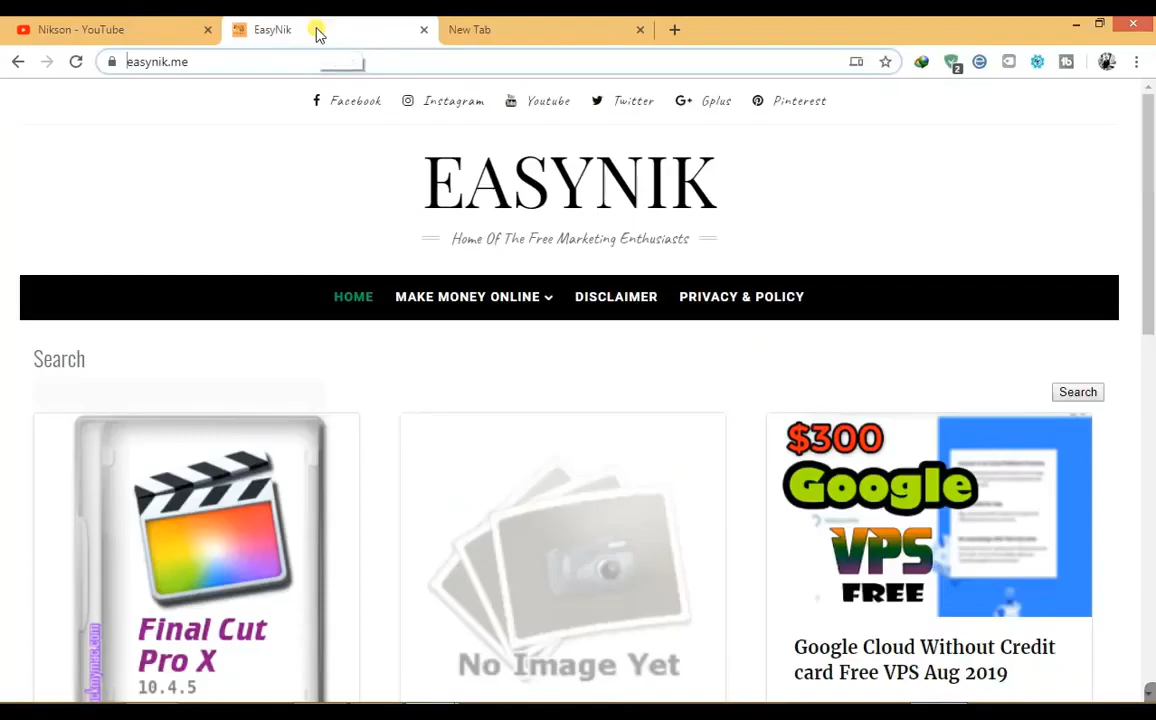 Nikson - YouTube
EasyNik
New Tab
easynik.me
2
Facebook
Instagram
Youtube
Twitter
G+ Gplus
Pinterest
EASYNIK
Home Of The Free Marketing Enthusiasts
HOME
MAKE MONEY ONLINE
DISCLAIMER
PRIVACY & POLICY
Search
Search
Final Cut
Pro X
10.4.5
No Image Yet
$300
Google
VPS
FREE
Google Cloud Without Credit
card Free VPS Aug 2019